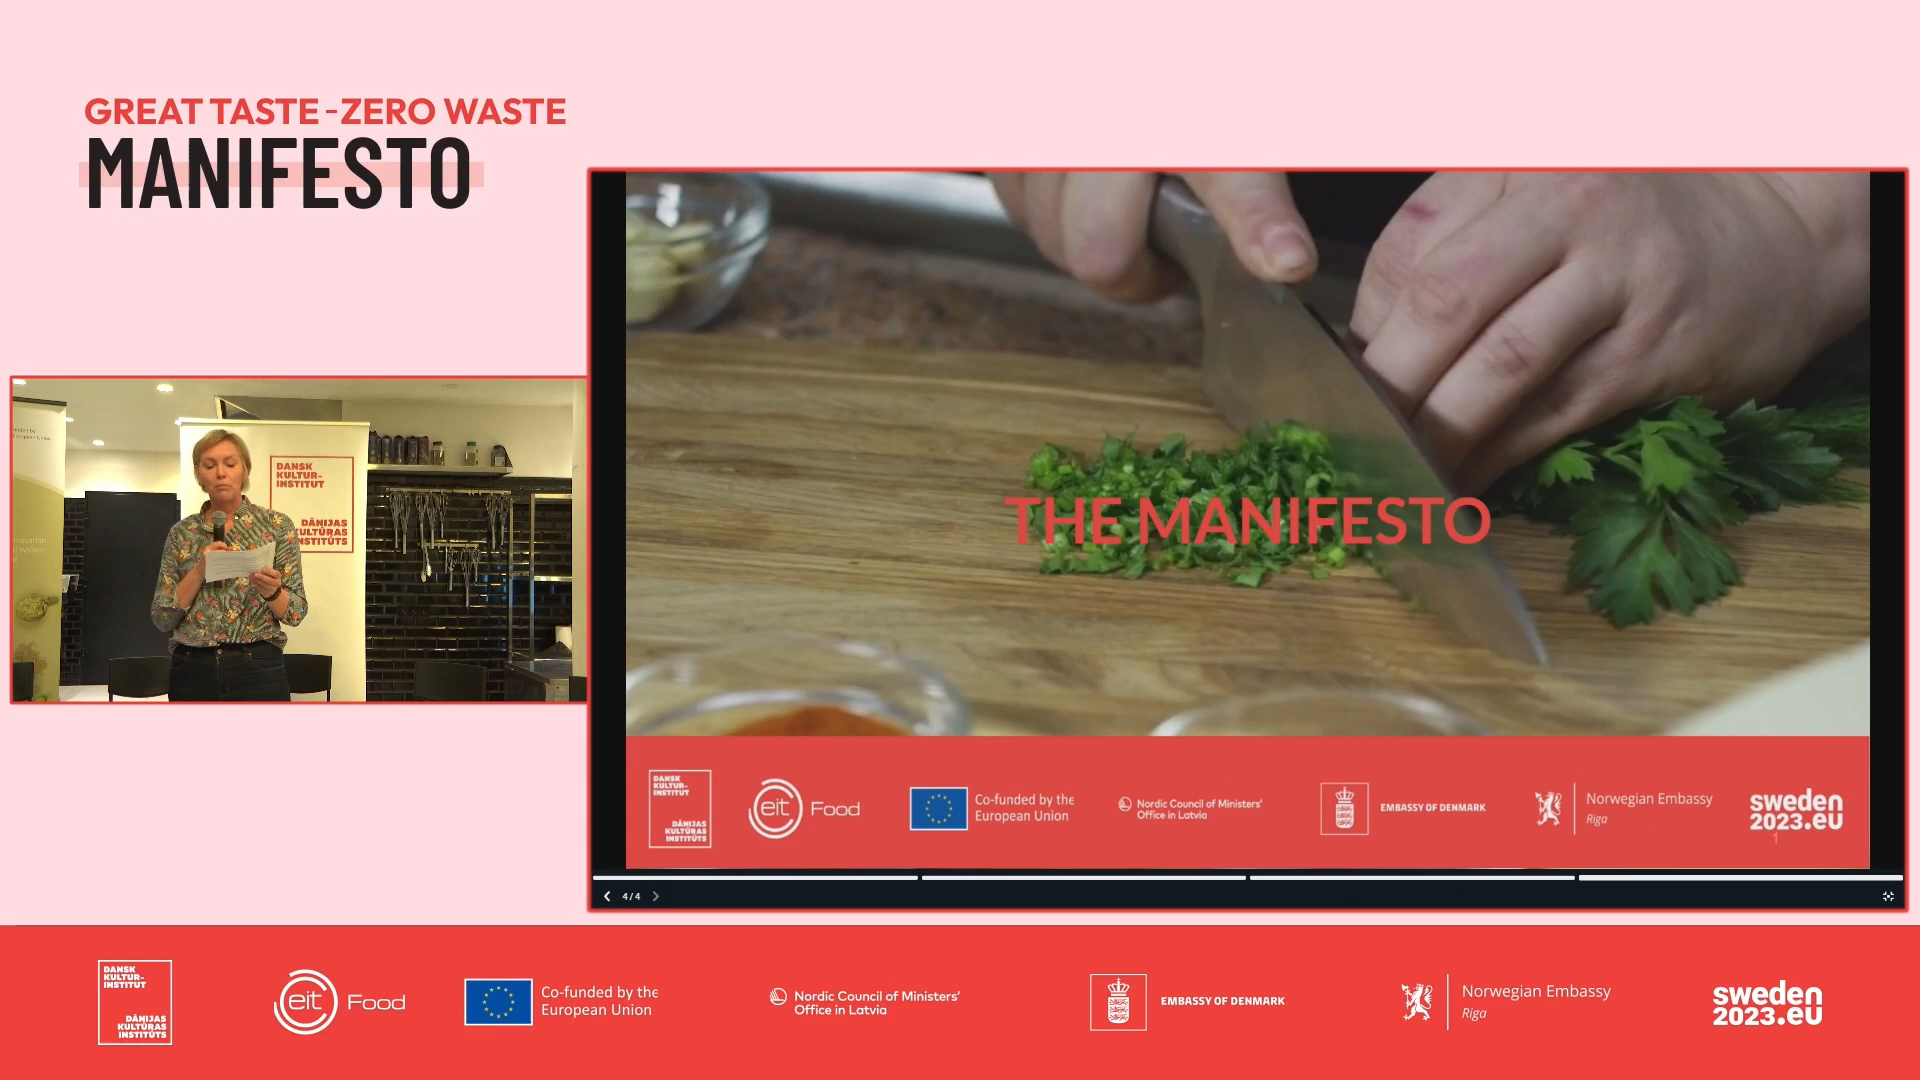 GREAT TASTE - ZERO WASTE
MANIFESTO
DANSK
KULTUR-
INSTITUT
DĀNIJAS
KULTŪRAS
INSTITŪTS
THE MANIFESTO
DANSK
KULTUR-
INSTITUT
DĀNIJAS
KULTŪRAS
INSTITŪTS
eit Food
Co-funded by the
European Union
Nordic Council of Ministers'
Office in Latvia
EMBASSY OF DENMARK
Norwegian Embassy
Riga
sweden
2023.eu
1
4/4
DANSK
KULTUR-
INSTITUT
DĀNIJAS
KULTŪRAS
INSTITŪTS
eit Food
Co-funded by the
European Union
Nordic Council of Ministers'
Office in Latvia
EMBASSY OF DENMARK
Norwegian Embassy
Riga
sweden
2023.eu